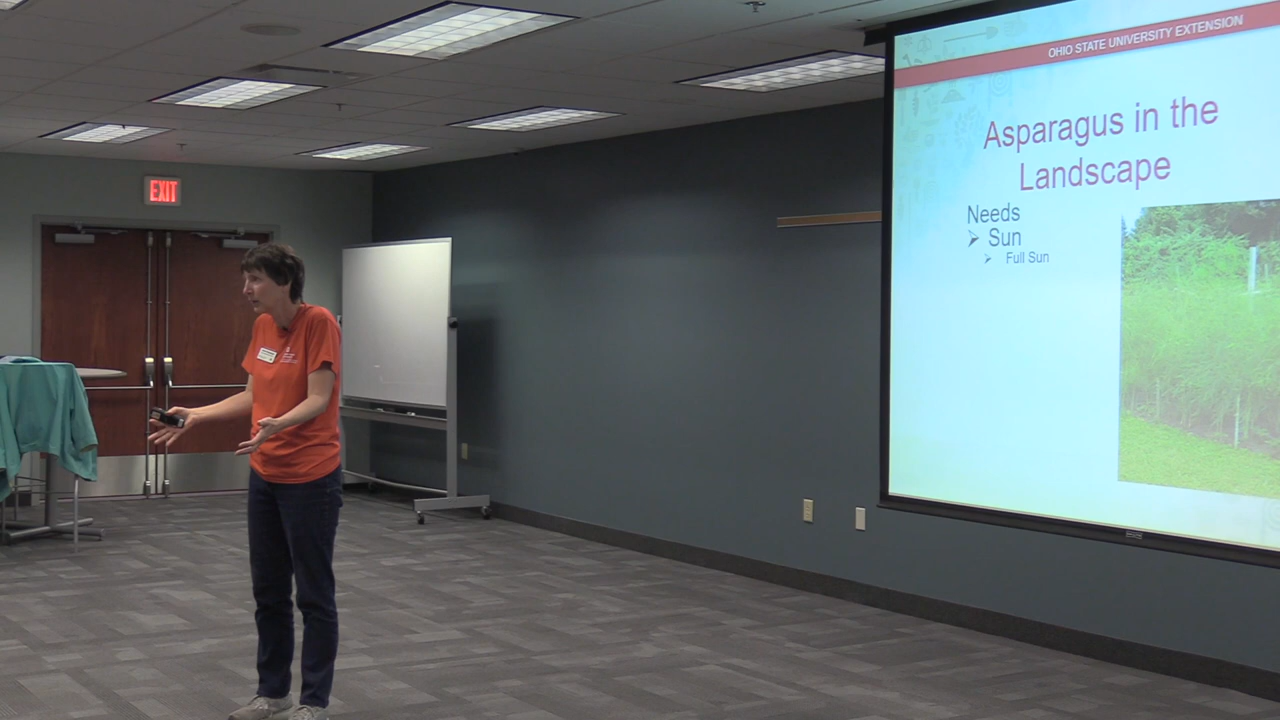 OHIO STATE UNIVERSITY EXTENSION
Asparagus in the
Landscape
Needs
Sun
Full Sun
EXIT